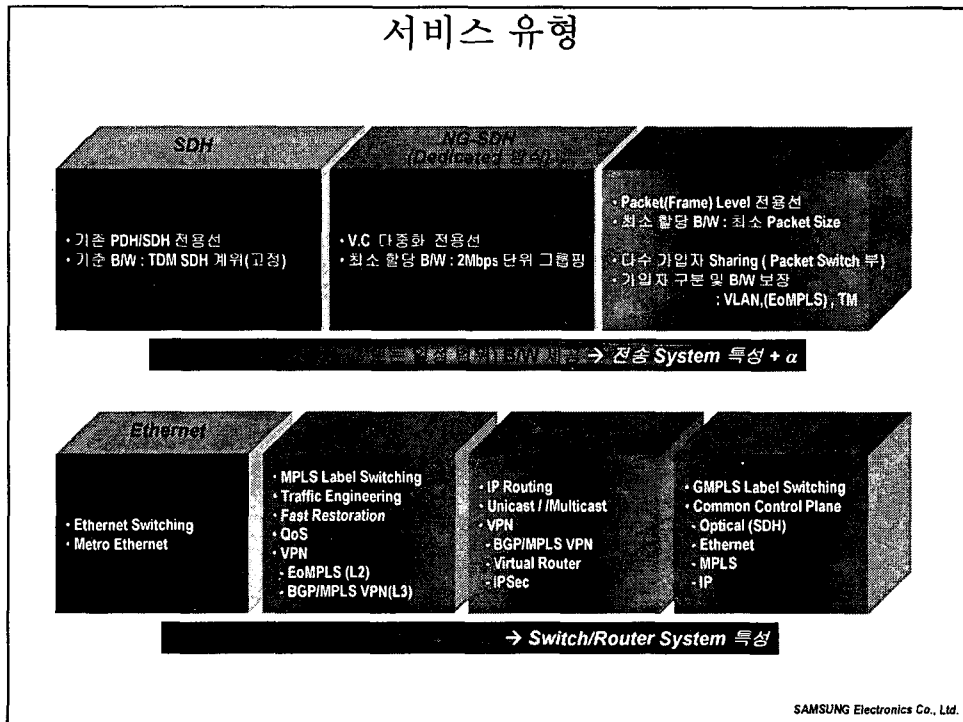 서비스 유형
SDH
• 기존 PDH/SDH 전용선
• 기준 B/W : TDM SDH 계위(고정)
NG-SDH
(Dedicated 방식)
• V.C 다중화 전용선
• 최소 할당 B/W : 2Mbps 단위 그룹핑
• Packet(Frame) Level 전용선
• 최소 할당 B/W : 최소 Packet Size
• 다수 가입자 Sharing ( Packet Switch 부)
• 가입자 구분 및 B/W 보장
: VLAN,(EoMPLS) , TM
B/W → 전송 System 특성 + α
Ethernet
• Ethernet Switching
• Metro Ethernet
• MPLS Label Switching
• Traffic Engineering
• Fast Restoration
• QoS
• VPN
- EoMPLS (L2)
- BGP/MPLS VPN(L3)
• IP Routing
• Unicast / /Multicast
• VPN
- BGP/MPLS VPN
- Virtual Router
- IPSec
• GMPLS Label Switching
• Common Control Plane
- Optical (SDH)
- Ethernet
- MPLS
- IP
→ Switch/Router System 특성
SAMSUNG Electronics Co., Ltd.